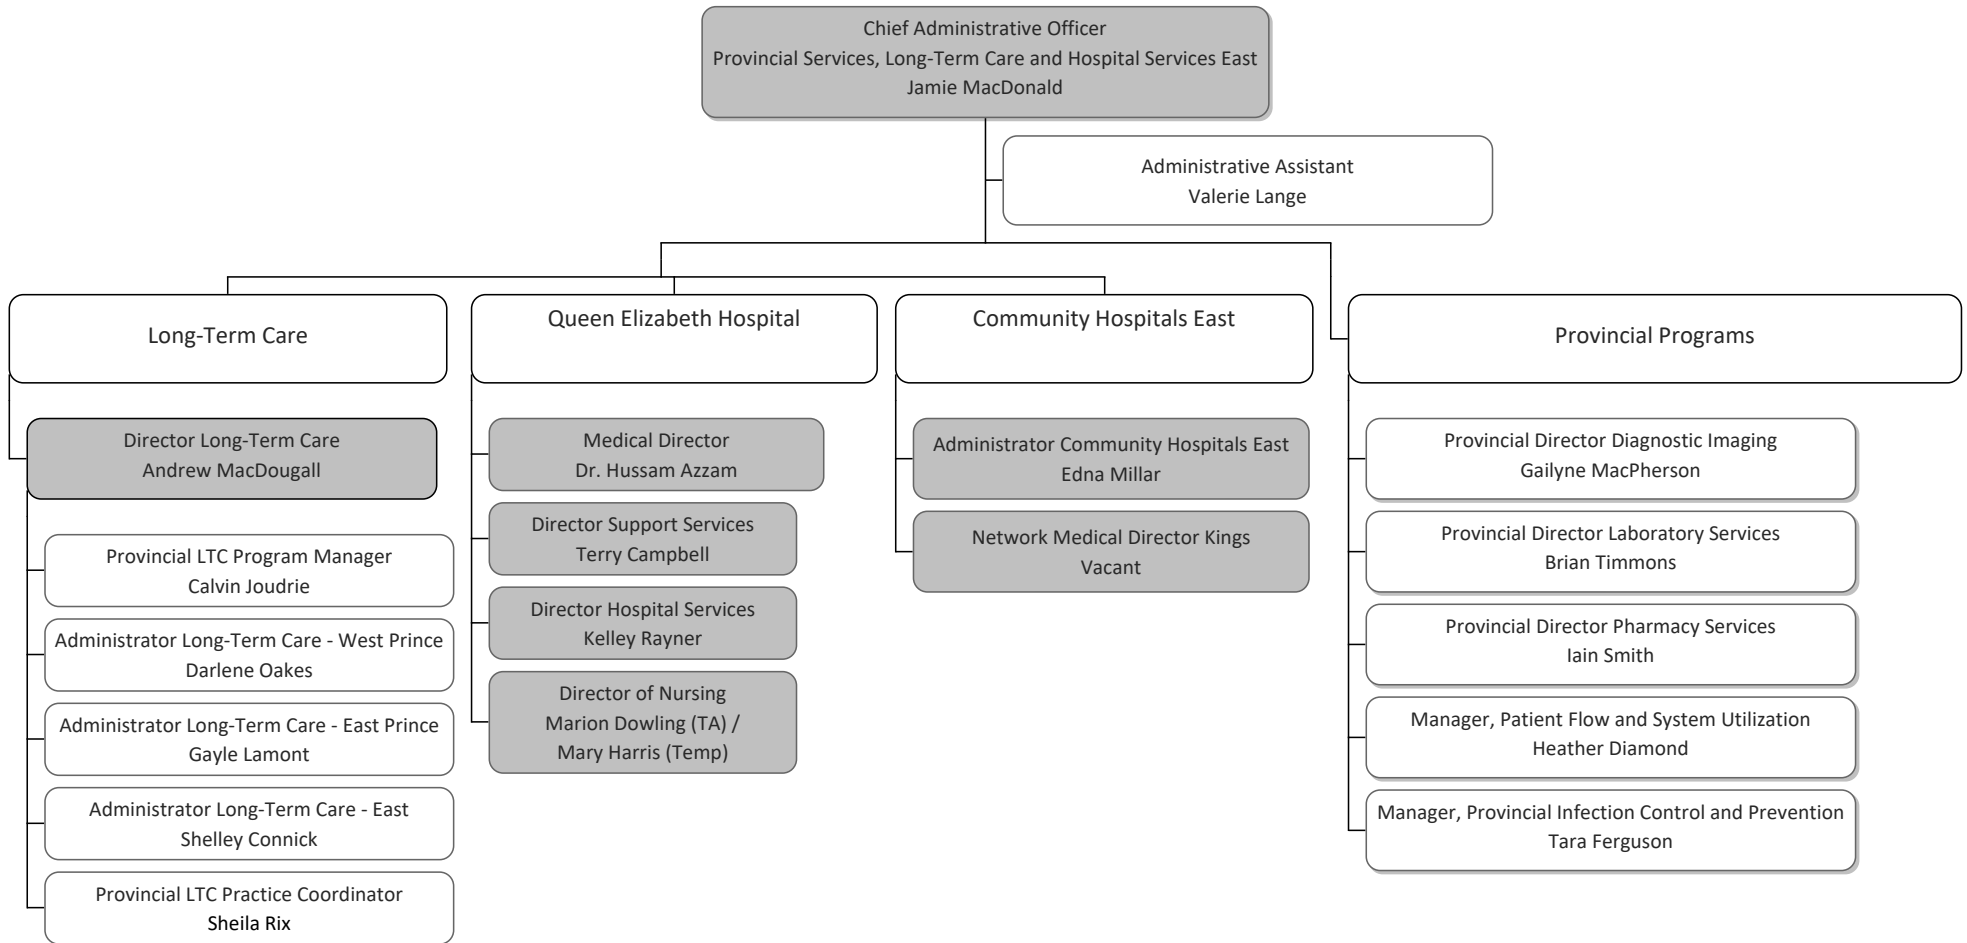 Chief Administrative Officer
Provincial Services, Long-Term Care and Hospital Services East
Jamie MacDonald
Administrative Assistant
Valerie Lange
Long-Term Care
Director Long-Term Care
Andrew MacDougall
Provincial LTC Program Manager
Calvin Joudrie
Administrator Long-Term Care - West Prince
Darlene Oakes
Administrator Long-Term Care - East Prince
Gayle Lamont
Administrator Long-Term Care - East
Shelley Connick
Provincial LTC Practice Coordinator
Sheila Rix
Queen Elizabeth Hospital
Medical Director
Dr. Hussam Azzam
Director Support Services
Terry Campbell
Director Hospital Services
Kelley Rayner
Director of Nursing
Marion Dowling (TA) /
Mary Harris (Temp)
Community Hospitals East
Administrator Community Hospitals East
Edna Millar
Network Medical Director Kings
Vacant
Provincial Programs
Provincial Director Diagnostic Imaging
Gailyne MacPherson
Provincial Director Laboratory Services
Brian Timmons
Provincial Director Pharmacy Services
Iain Smith
Manager, Patient Flow and System Utilization
Heather Diamond
Manager, Provincial Infection Control and Prevention
Tara Ferguson